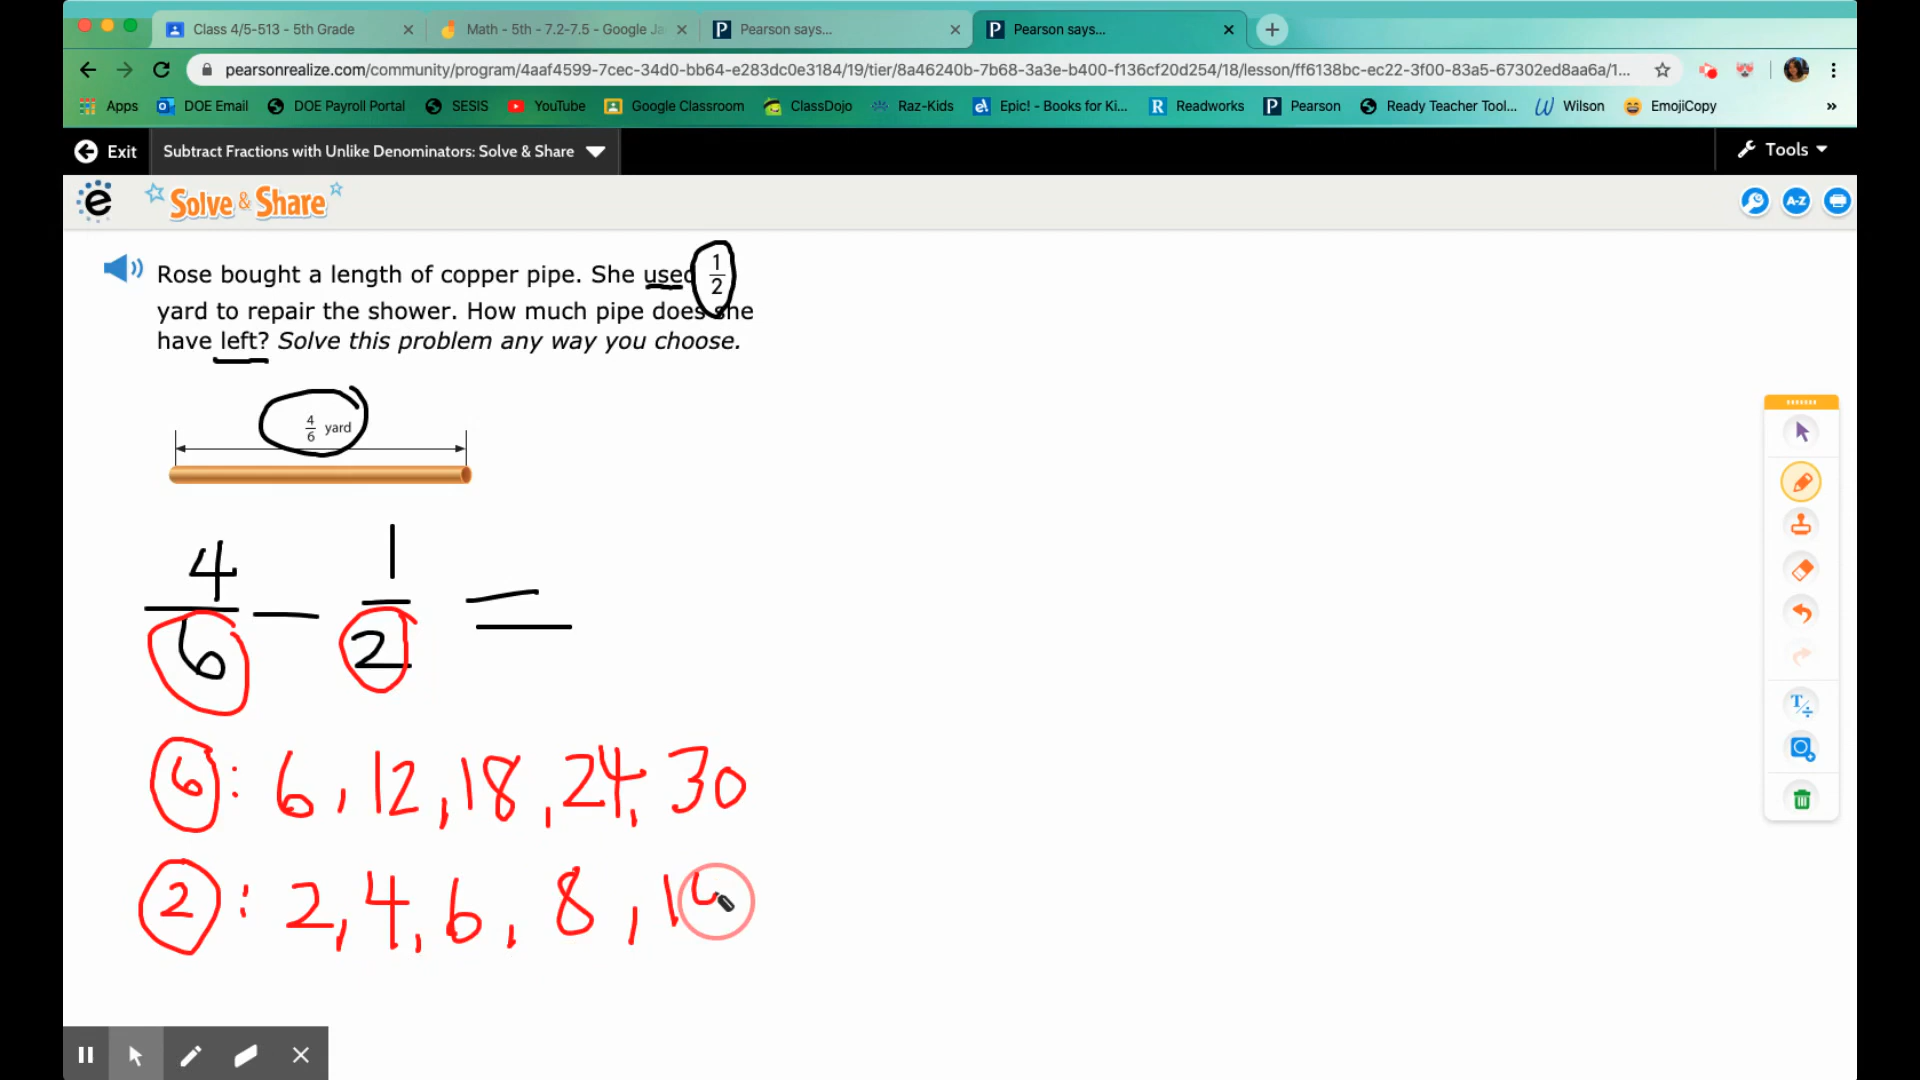 Class 4/5-513 - 5th Grade
Math - 5th - 7.2-7.5 - Google Ja
Pearson says...
Pearson says...
pearsonrealize.com/community/program/4aaf4599-7cec-34d0-bb64-e283dc0e3184/19/tier/8a46240b-7b68-3a3e-b400-f136cf20d254/18/lesson/ff6138bc-ec22-3f00-83a5-67302ed8aa6a/1...
Apps DOE Email DOE Payroll Portal SESIS YouTube Google Classroom ClassDojo Raz-Kids Epic! - Books for Ki... Readworks Pearson Ready Teacher Tool... Wilson EmojiCopy »
Exit Subtract Fractions with Unlike Denominators: Solve & Share Tools
e Solve & Share A-Z
Rose bought a length of copper pipe. She used 1/2
yard to repair the shower. How much pipe does she
have left? Solve this problem any way you choose.
4/6 yard
4/6 - 1/2 =
6: 6, 12, 18, 24, 30
2: 2, 4, 6, 8, 1